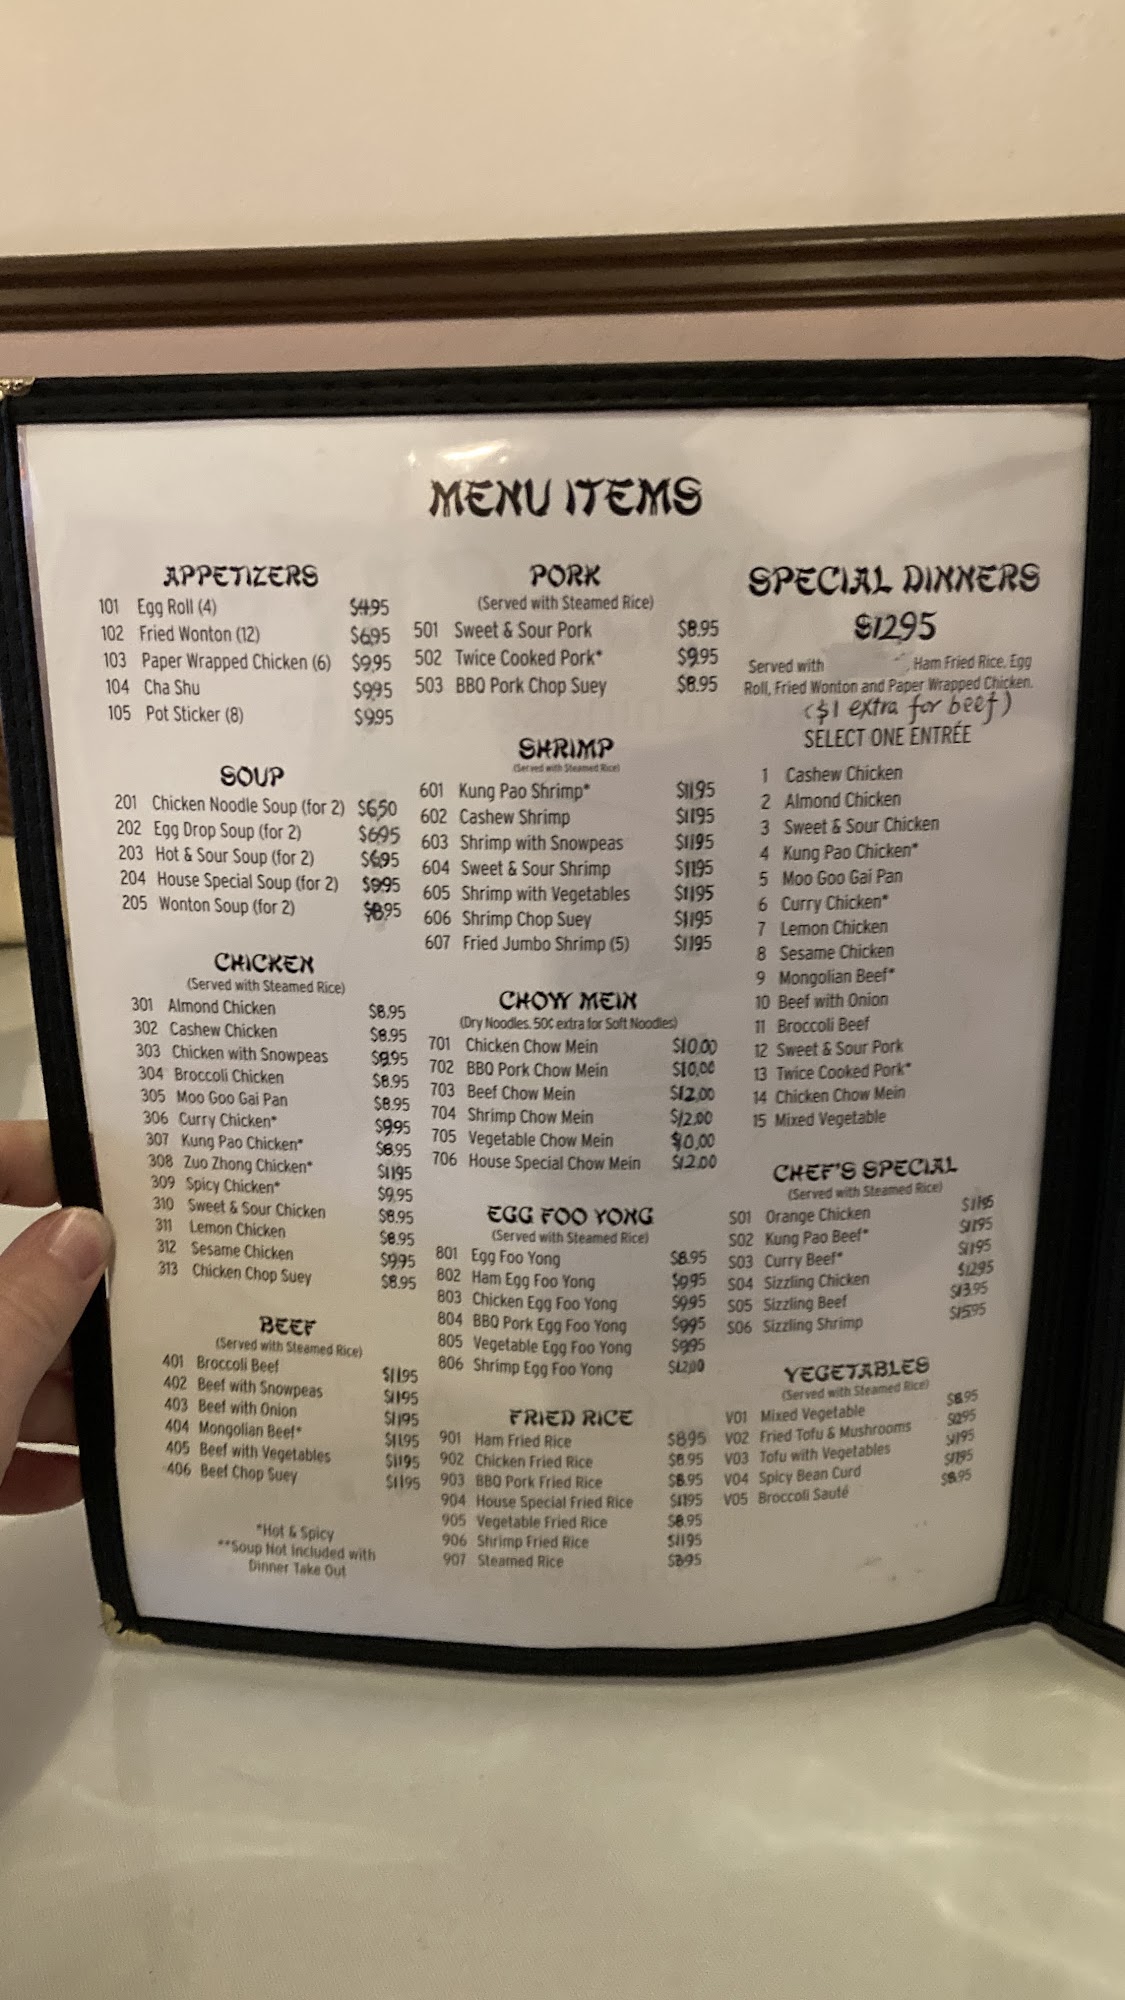 MENU ITEMS
APPETIZERS
101 Egg Roll (4) $4.95
102 Fried Wonton (12) $6.95
103 Paper Wrapped Chicken (6) $9.95
104 Cha Shu $9.95
105 Pot Sticker (8) $9.95
SOUP
201 Chicken Noodle Soup (for 2) $6.50
202 Egg Drop Soup (for 2) $6.95
203 Hot & Sour Soup (for 2) $6.95
204 House Special Soup (for 2) $9.95
205 Wonton Soup (for 2) $8.95
CHICKEN
(Served with Steamed Rice)
301 Almond Chicken $8.95
302 Cashew Chicken $8.95
303 Chicken with Snowpeas $9.95
304 Broccoli Chicken $8.95
305 Moo Goo Gai Pan $8.95
306 Curry Chicken* $9.95
307 Kung Pao Chicken* $8.95
308 Zuo Zhong Chicken* $11.95
309 Spicy Chicken* $9.95
310 Sweet & Sour Chicken $8.95
311 Lemon Chicken $8.95
312 Sesame Chicken $9.95
313 Chicken Chop Suey $8.95
BEEF
(Served with Steamed Rice)
401 Broccoli Beef $11.95
402 Beef with Snowpeas $11.95
403 Beef with Onion $11.95
404 Mongolian Beef* $11.95
405 Beef with Vegetables $11.95
406 Beef Chop Suey $11.95
*Hot & Spicy
**Soup Not Included with
Dinner Take Out
PORK
(Served with Steamed Rice)
501 Sweet & Sour Pork $8.95
502 Twice Cooked Pork* $9.95
503 BBQ Pork Chop Suey $8.95
SHRIMP
(Served with Steamed Rice)
601 Kung Pao Shrimp* $11.95
602 Cashew Shrimp $11.95
603 Shrimp with Snowpeas $11.95
604 Sweet & Sour Shrimp $11.95
605 Shrimp with Vegetables $11.95
606 Shrimp Chop Suey $11.95
607 Fried Jumbo Shrimp (5) $11.95
CHOW MEIN
(Dry Noodles. 50¢ extra for Soft Noodles)
701 Chicken Chow Mein $10.00
702 BBQ Pork Chow Mein $10.00
703 Beef Chow Mein $12.00
704 Shrimp Chow Mein $12.00
705 Vegetable Chow Mein $10.00
706 House Special Chow Mein $12.00
EGG FOO YONG
(Served with Steamed Rice)
801 Egg Foo Yong $8.95
802 Ham Egg Foo Yong $9.95
803 Chicken Egg Foo Yong $9.95
804 BBQ Pork Egg Foo Yong $9.95
805 Vegetable Egg Foo Yong $9.95
806 Shrimp Egg Foo Yong $12.00
FRIED RICE
901 Ham Fried Rice $8.95
902 Chicken Fried Rice $8.95
903 BBQ Pork Fried Rice $8.95
904 House Special Fried Rice $11.95
905 Vegetable Fried Rice $8.95
906 Shrimp Fried Rice $11.95
907 Steamed Rice
SPECIAL DINNERS
$12.95
Served with Ham Fried Rice, Egg
Roll, Fried Wonton and Paper Wrapped Chicken.
($1 extra for beef)
SELECT ONE ENTRÉE
1 Cashew Chicken
2 Almond Chicken
3 Sweet & Sour Chicken
4 Kung Pao Chicken*
5 Moo Goo Gai Pan
6 Curry Chicken*
7 Lemon Chicken
8 Sesame Chicken
9 Mongolian Beef*
10 Beef with Onion
11 Broccoli Beef
12 Sweet & Sour Pork
13 Twice Cooked Pork*
14 Chicken Chow Mein
15 Mixed Vegetable
CHEF'S SPECIAL
(Served with Steamed Rice)
S01 Orange Chicken $11.95
S02 Kung Pao Beef* $11.95
S03 Curry Beef* $11.95
S04 Sizzling Chicken $12.95
S05 Sizzling Beef $13.95
S06 Sizzling Shrimp $15.95
VEGETABLES
(Served with Steamed Rice)
V01 Mixed Vegetable $8.95
V02 Fried Tofu & Mushrooms
V03 Tofu with Vegetables $11.95
V04 Spicy Bean Curd $11.95
V05 Broccoli Sauté $8.95